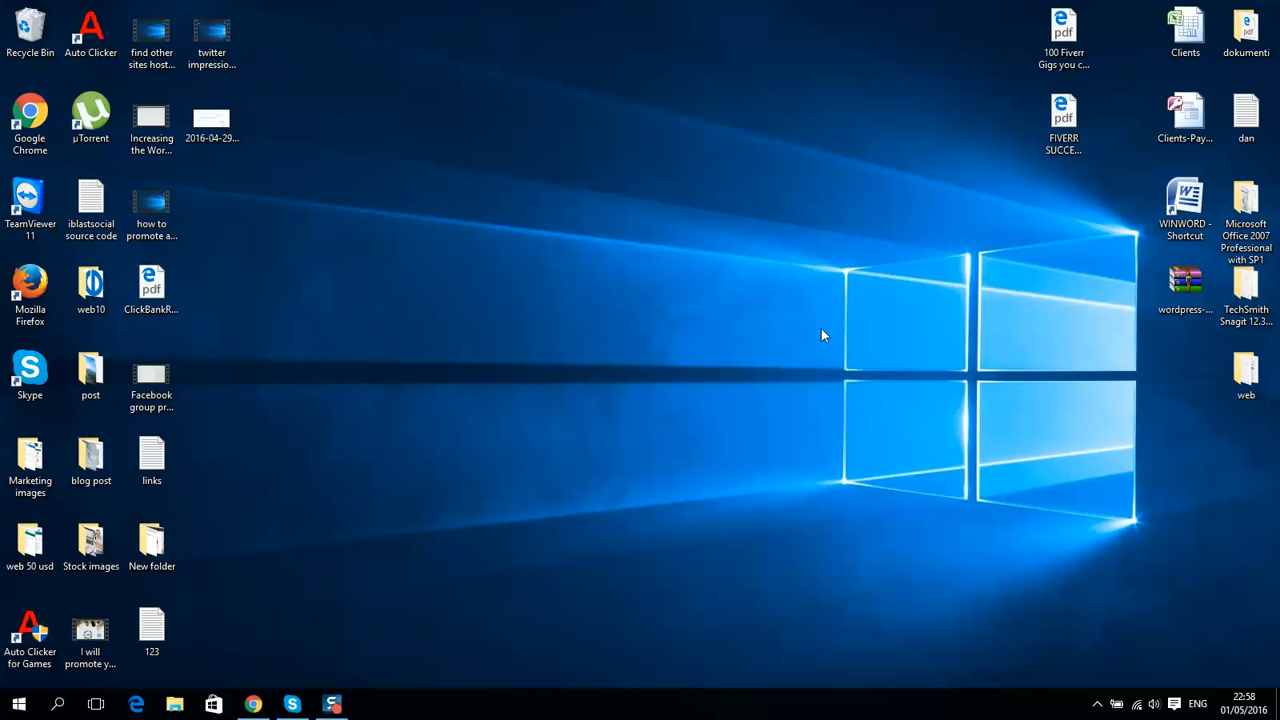 Recycle Bin
Auto Clicker
find other
sites host...
twitter
impressio...
100 Fiverr
Gigs you c...
Clients
dokumenti
Google
Chrome
µTorrent
Increasing
the Wor...
2016-04-29...
FIVERR
SUCCE...
Clients-Pay...
dan
TeamViewer
11
iblastsocial
source code
how to
promote a...
WINWORD -
Shortcut
Microsoft
Office 2007
Professional
with SP1
Mozilla
Firefox
web10
ClickBankR...
wordpress-...
TechSmith
Snagit 12.3...
Skype
post
Facebook
group pr...
web
Marketing
images
blog post
links
web 50 usd
Stock images
New folder
Auto Clicker
for Games
I will
promote y...
123
ENG
22:58
01/05/2016